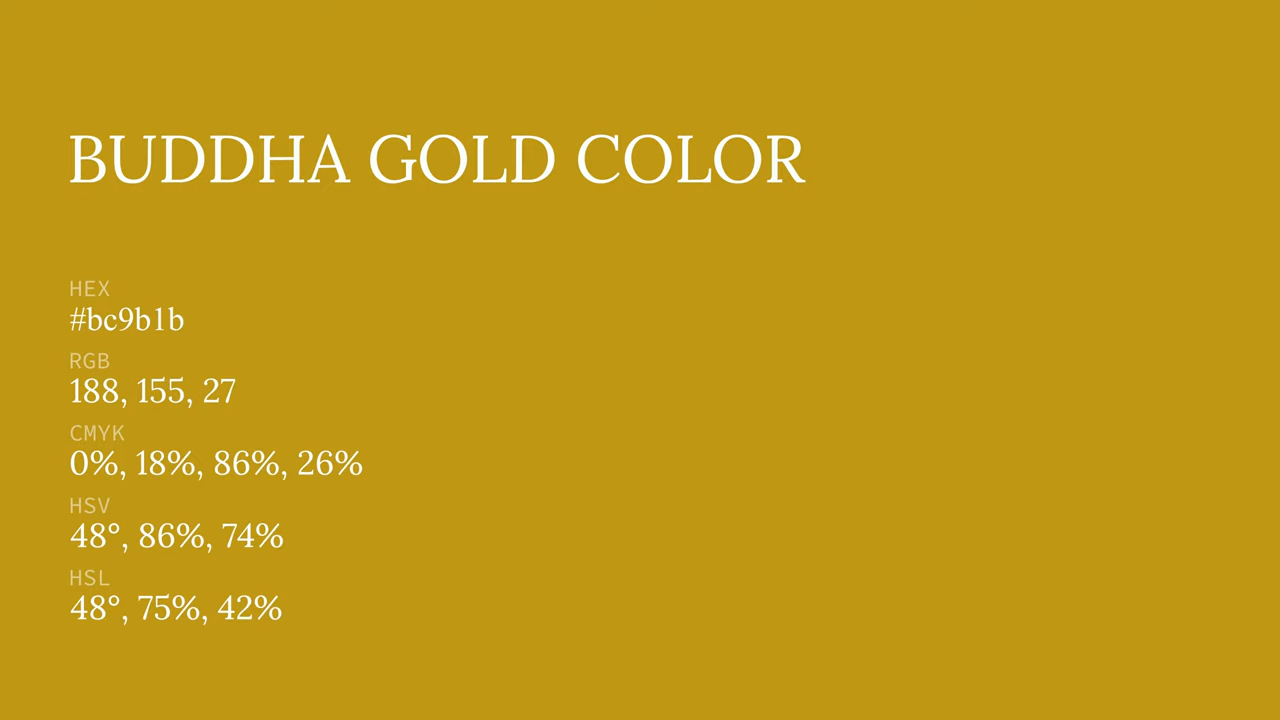 BUDDHA GOLD COLOR
HEX
#bc9b1b
RGB
188, 155, 27
CMYK
0%, 18%, 86%, 26%
HSV
48°, 86%, 74%
HSL
48°, 75%, 42%